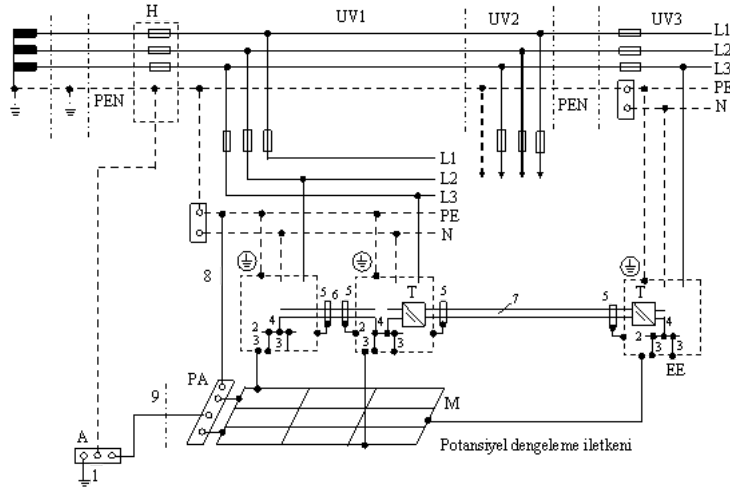 H UV1 UV2 UV3
L1
L2
L3
PEN PEN PE
N
L1
L2
L3
PE
N
8
T T
5 6 5 5 7 5
4 4 4
2 2 2
3 3 3 3 3 3
EE
PA
9 M
A
Potansiyel dengeleme iletkeni
1